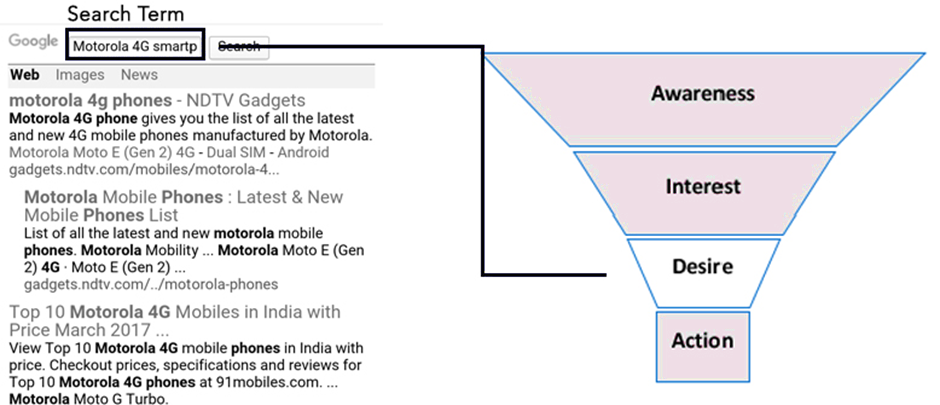 Search Term
Google Motorola 4G smartp Search
Web Images News
motorola 4g phones - NDTV Gadgets
Motorola 4G phone gives you the list of all the latest
and new 4G mobile phones manufactured by Motorola.
Motorola Moto E (Gen 2) 4G - Dual SIM - Android
gadgets.ndtv.com/mobiles/motorola-4...
Motorola Mobile Phones : Latest & New
Mobile Phones List
List of all the latest and new motorola mobile
phones. Motorola Mobility ... Motorola Moto E (Gen
2) 4G · Moto E (Gen 2) ...
gadgets.ndtv.com/../motorola-phones
Top 10 Motorola 4G Mobiles in India with
Price March 2017 ...
View Top 10 Motorola 4G mobile phones in India with
price. Checkout prices, specifications and reviews for
Top 10 Motorola 4G phones at 91mobiles.com. ...
Motorola Moto G Turbo.
Awareness
Interest
Desire
Action